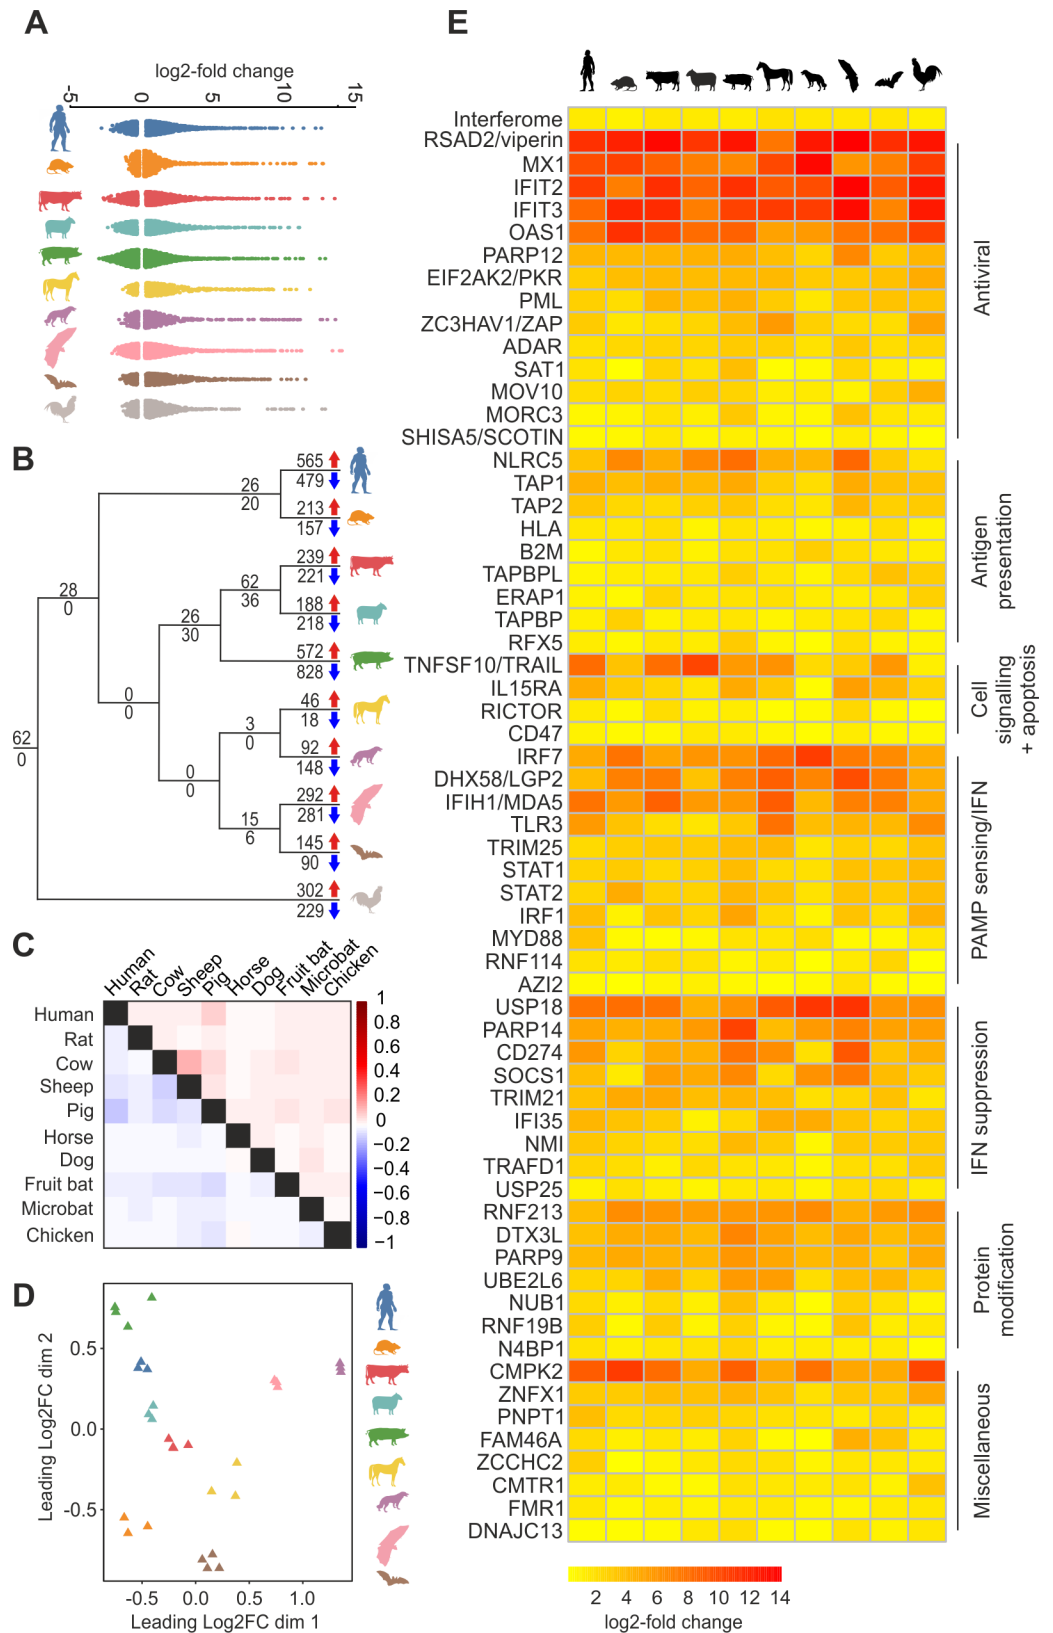 A
log2-fold change
-5 0 5 10 15
B
565
479
26
20
213
157
239
221
62
36
28
0
188
218
26
30
572
828
0
0
46
18
3
0
62
0
92
148
0
0
292
281
15
6
145
90
302
229
C
Human Rat Cow Sheep Pig Horse Dog Fruit bat Microbat Chicken
Human
Rat
Cow
Sheep
Pig
Horse
Dog
Fruit bat
Microbat
Chicken
1
0.8
0.6
0.4
0.2
0
−0.2
−0.4
−0.6
−0.8
−1
D
Leading Log2FC dim 2
0.5
0.0
-0.5
-0.5 0.0 0.5 1.0
Leading Log2FC dim 1
E
Interferome
RSAD2/viperin
MX1
IFIT2
IFIT3
OAS1
PARP12
EIF2AK2/PKR
PML
ZC3HAV1/ZAP
ADAR
SAT1
MOV10
MORC3
SHISA5/SCOTIN
Antiviral
NLRC5
TAP1
TAP2
HLA
B2M
TAPBPL
ERAP1
TAPBP
RFX5
Antigen
presentation
TNFSF10/TRAIL
IL15RA
RICTOR
CD47
Cell
signalling
+ apoptosis
IRF7
DHX58/LGP2
IFIH1/MDA5
TLR3
TRIM25
STAT1
STAT2
IRF1
MYD88
RNF114
AZI2
PAMP sensing/IFN
USP18
PARP14
CD274
SOCS1
TRIM21
IFI35
NMI
TRAFD1
USP25
IFN suppression
RNF213
DTX3L
PARP9
UBE2L6
NUB1
RNF19B
N4BP1
Protein
modification
CMPK2
ZNFX1
PNPT1
FAM46A
ZCCHC2
CMTR1
FMR1
DNAJC13
Miscellaneous
2 4 6 8 10 12 14
log2-fold change